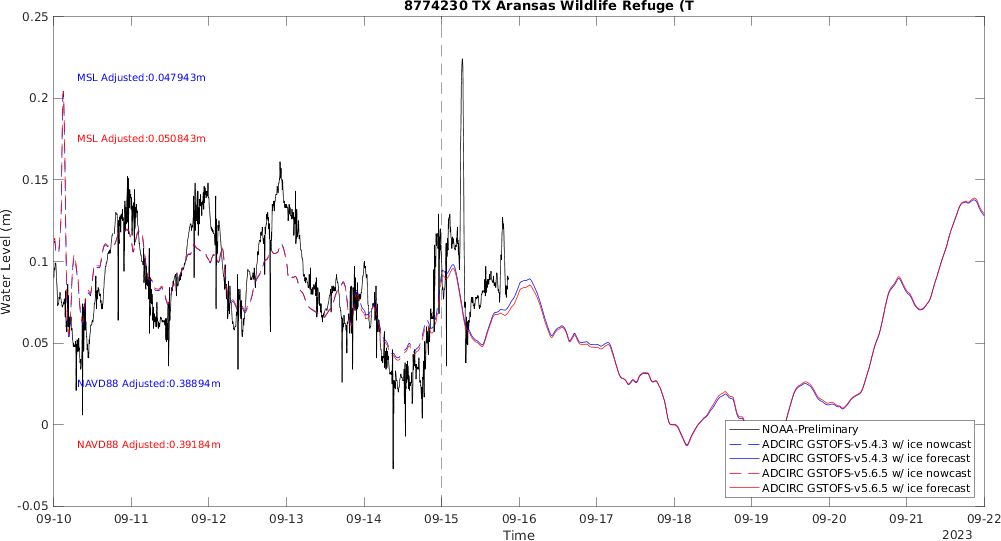 8774230 TX Aransas Wildlife Refuge (T
0.25
0.2
0.15
0.1
0.05
0
-0.05
Water Level (m)
MSL Adjusted:0.047943m
MSL Adjusted:0.050843m
NAVD88 Adjusted:0.38894m
NAVD88 Adjusted:0.39184m
NOAA-Preliminary
ADCIRC GSTOFS-v5.4.3 w/ ice nowcast
ADCIRC GSTOFS-v5.4.3 w/ ice forecast
ADCIRC GSTOFS-v5.6.5 w/ ice nowcast
ADCIRC GSTOFS-v5.6.5 w/ ice forecast
09-10 09-11 09-12 09-13 09-14 09-15 09-16 09-17 09-18 09-19 09-20 09-21 09-22
Time
2023